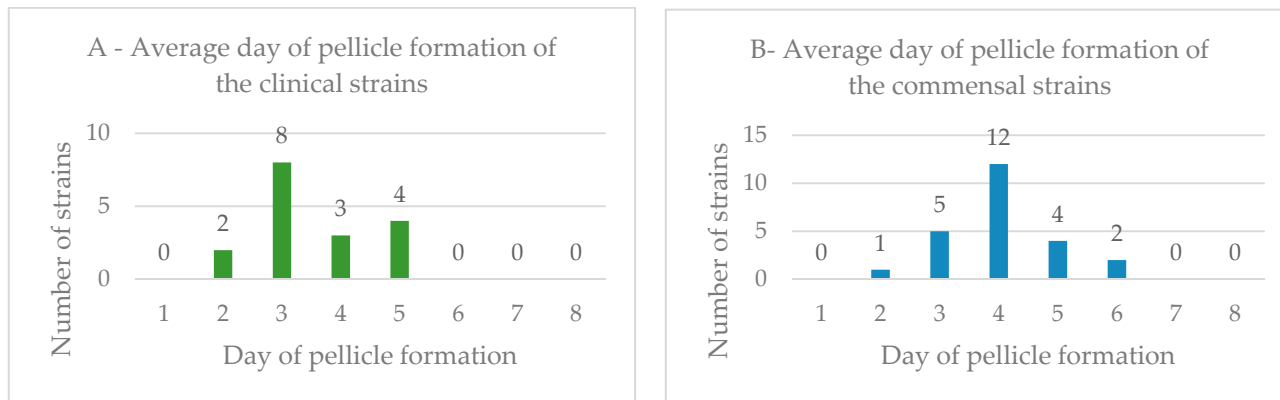 A - Average day of pellicle formation of
the clinical strains
10
5
0
Number of strains
0
2
8
3
4
0
0
0
1 2 3 4 5 6 7 8
Day of pellicle formation
B- Average day of pellicle formation of
the commensal strains
15
10
5
0
Number of strains
0
1
5
12
4
2
0
0
1 2 3 4 5 6 7 8
Day of pellicle formation